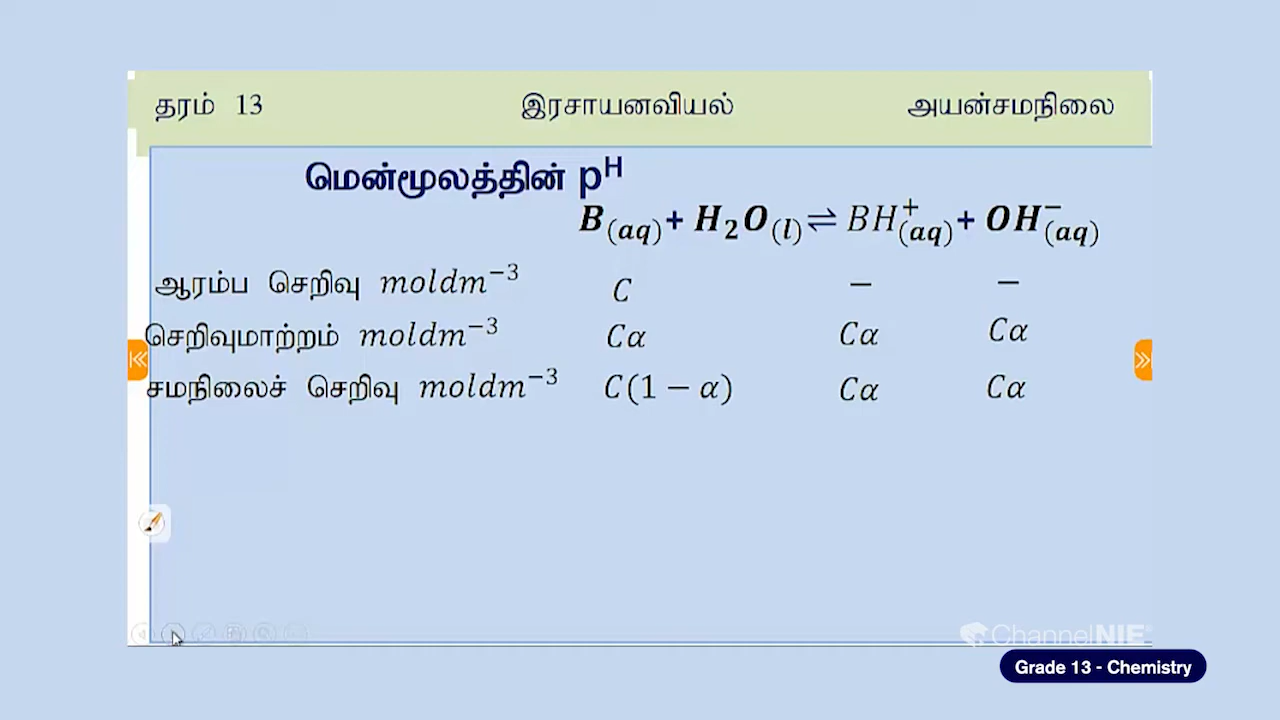 தரம் 13 இரசாயனவியல் அயன்சமநிலை
மென்மூலத்தின் pᴴ
B(aq) + H₂O(l) ⇌ BH⁺(aq) + OH⁻(aq)
ஆரம்ப செறிவு moldm⁻³ C − −
செறிவுமாற்றம் moldm⁻³ Cα Cα Cα
சமநிலைச் செறிவு moldm⁻³ C(1 − α) Cα Cα
ChannelNIE
Grade 13 - Chemistry